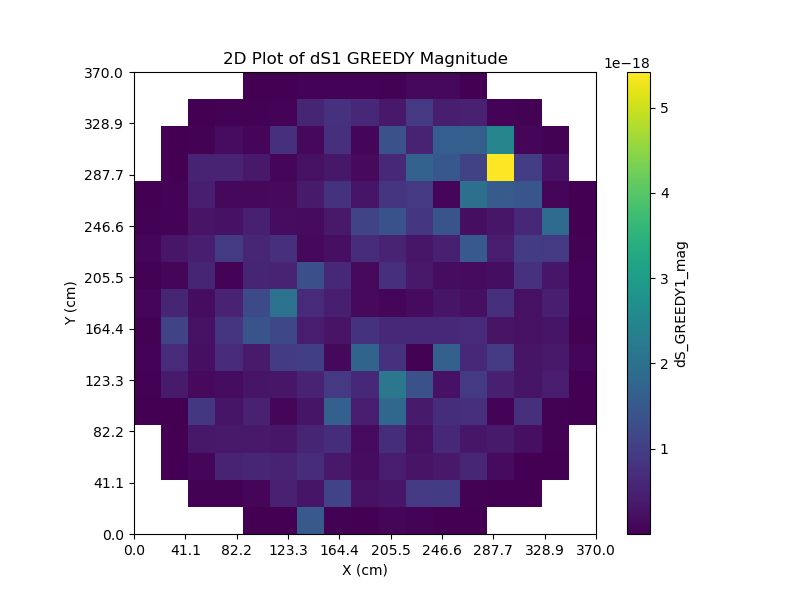 2D Plot of dS1 GREEDY Magnitude
1e−18
370.0
328.9
287.7
246.6
205.5
164.4
123.3
82.2
41.1
0.0
Y (cm)
0.0 41.1 82.2 123.3 164.4 205.5 246.6 287.7 328.9 370.0
X (cm)
5
4
3
2
1
dS_GREEDY1_mag